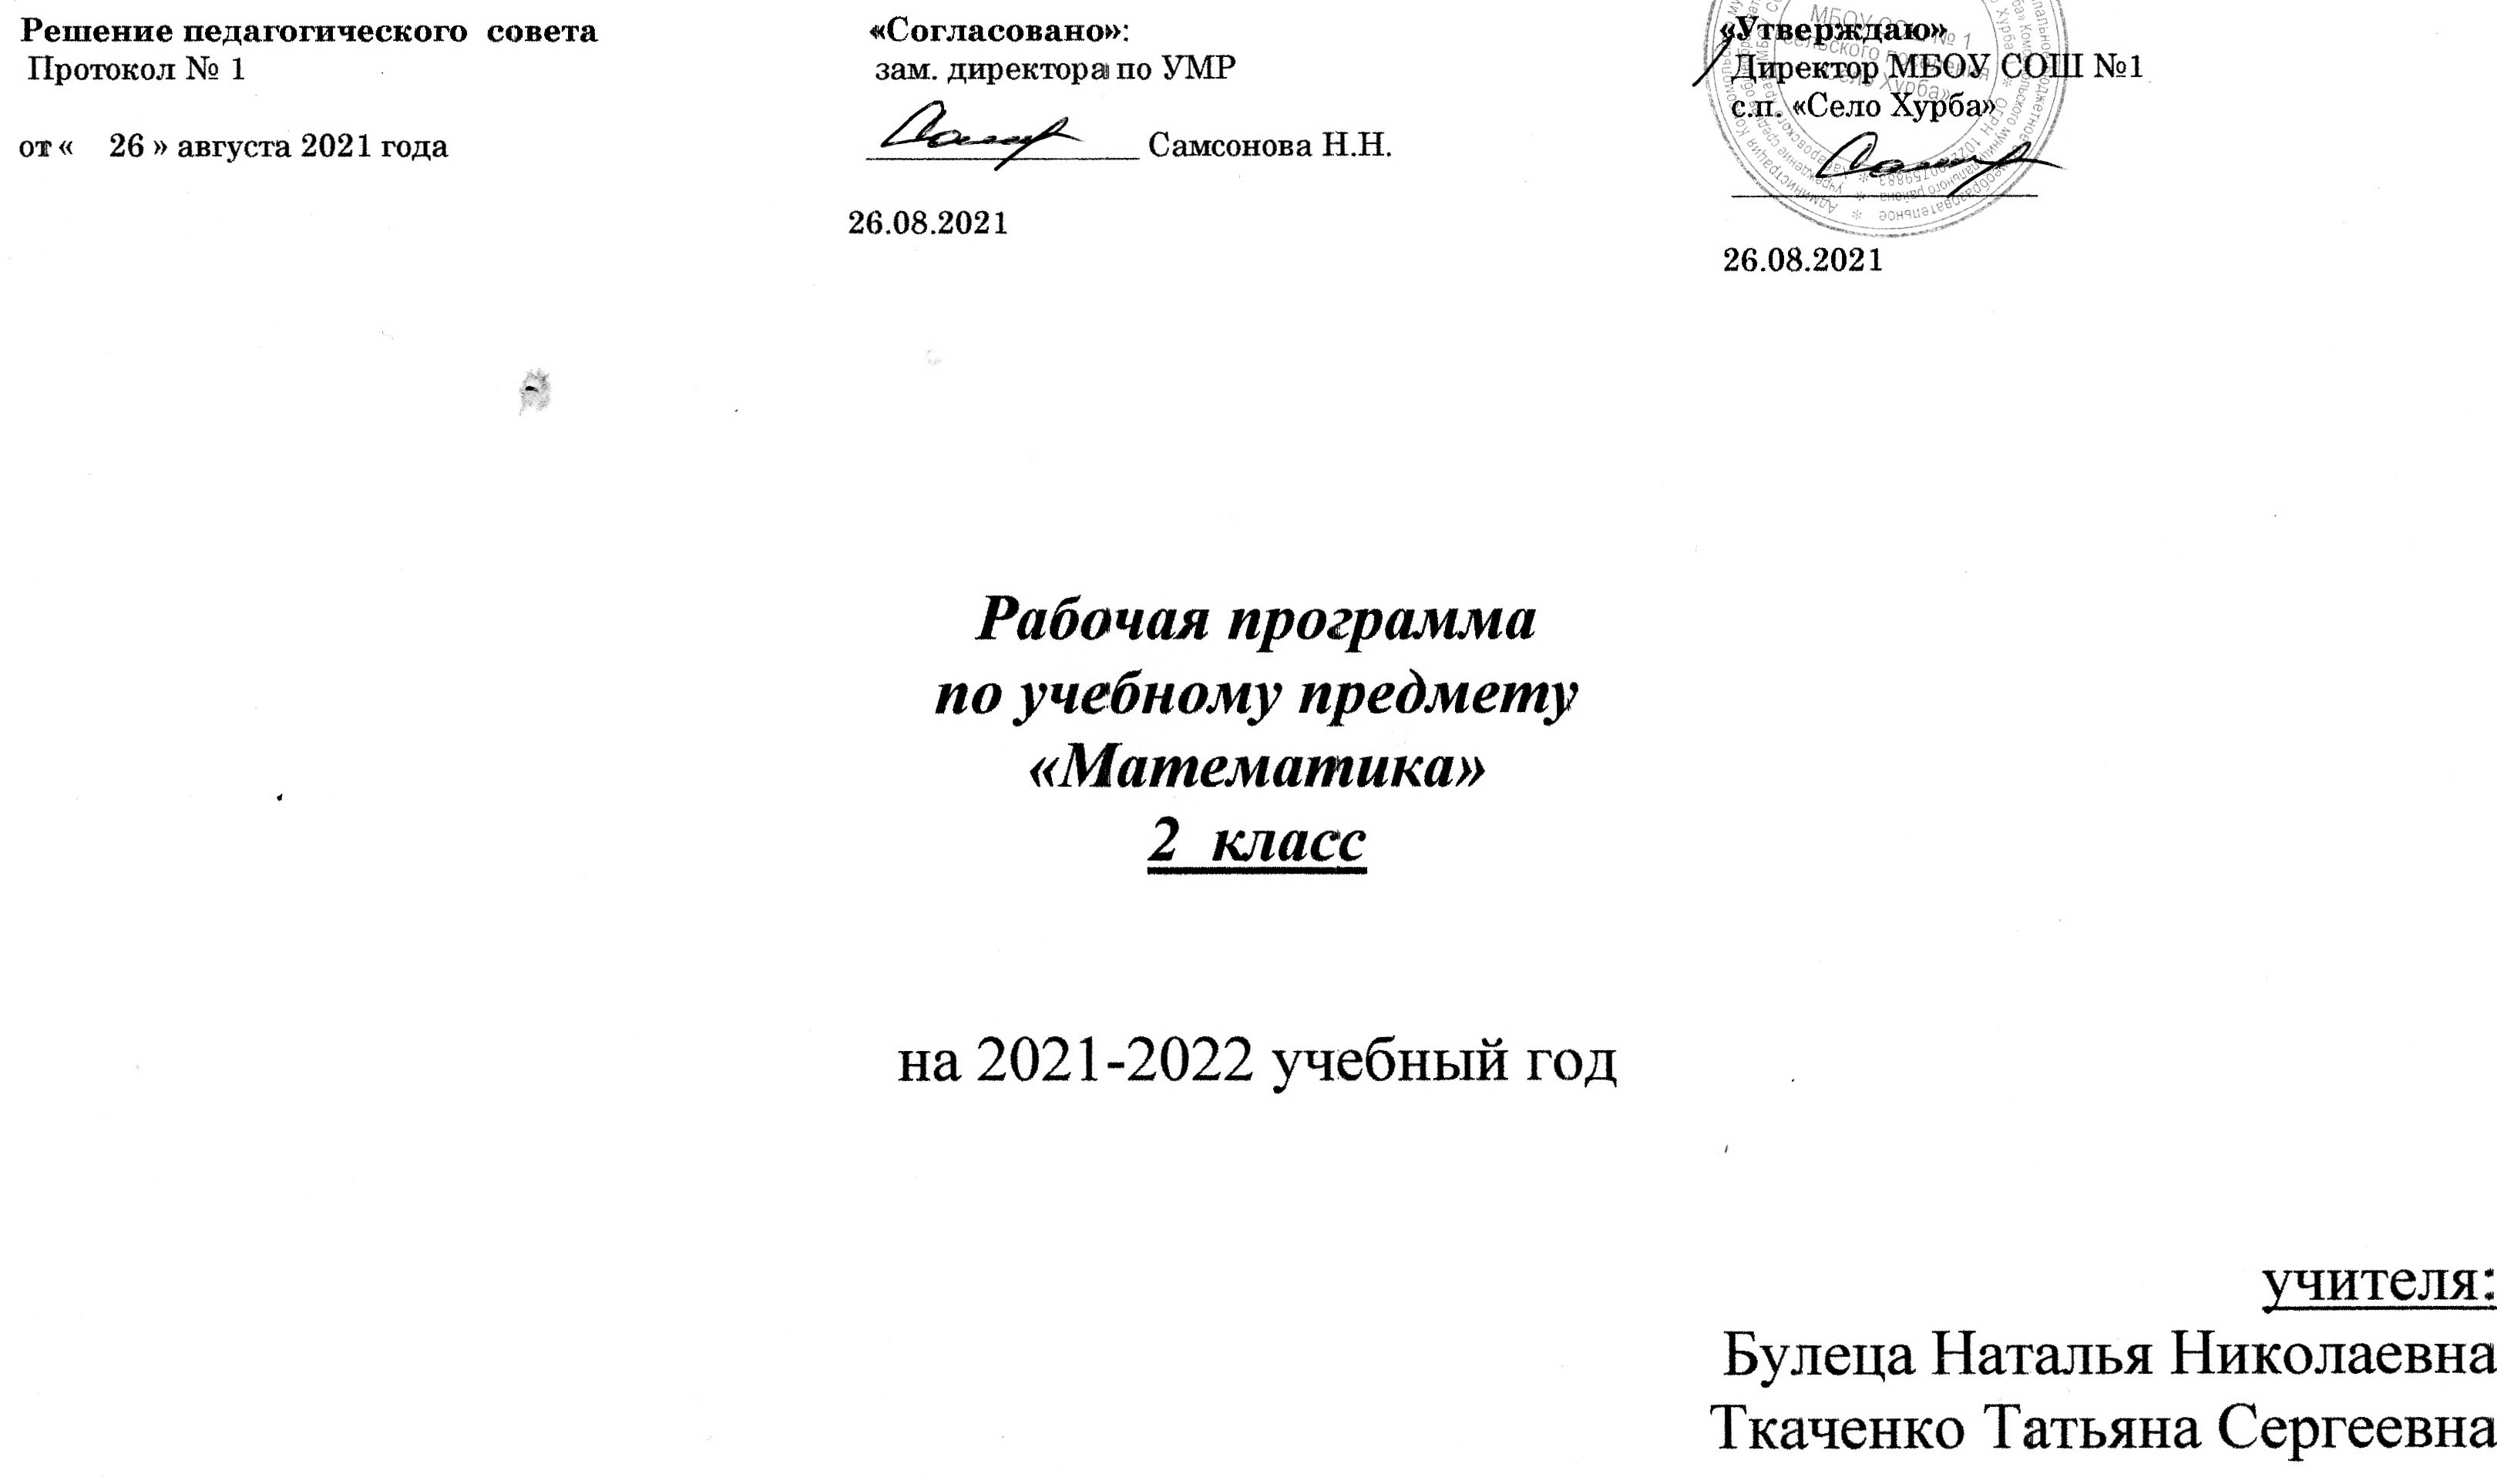 Решение педагогического совета
Протокол № 1
от « 26 » августа 2021 года
«Согласовано»:
зам. директора по УМР
Самсонова Н.Н.
26.08.2021
«Утверждаю»
Директор МБОУ СОШ №1
с.п. «Село Хурба»
26.08.2021
Рабочая программа
по учебному предмету
«Математика»
2 класс
на 2021-2022 учебный год
учителя:
Булеца Наталья Николаевна
Ткаченко Татьяна Сергеевна